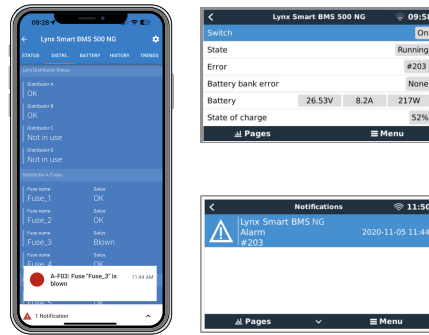 09:28
Lynx Smart BMS NG
STATUS DISTRI.. BATTERY HISTORY TRENDS
Lynx Distributor Status
Distributor A
OK
Distributor B
OK
Distributor C
Not in use
Distributor D
Not in use
Distributor A Fuses
Fuse name Status
Fuse_1 OK
Fuse name Status
Fuse_2 OK
Fuse name Status
Fuse_3 Blown
Fuse name Status
Fuse_4 OK
A-F03: Fuse "Fuse_3" is blown 11:44 AM
1 Notification
Lynx Smart BMS 500 NG 09:58
Switch On
State Running
Error #203
Battery bank error None
Battery 26.53V 8.2A 217W
State of charge 52%
Pages Menu
Notifications 11:50
Lynx Smart BMS NG
Alarm 2020-11-05 11:44
#203
Pages Menu